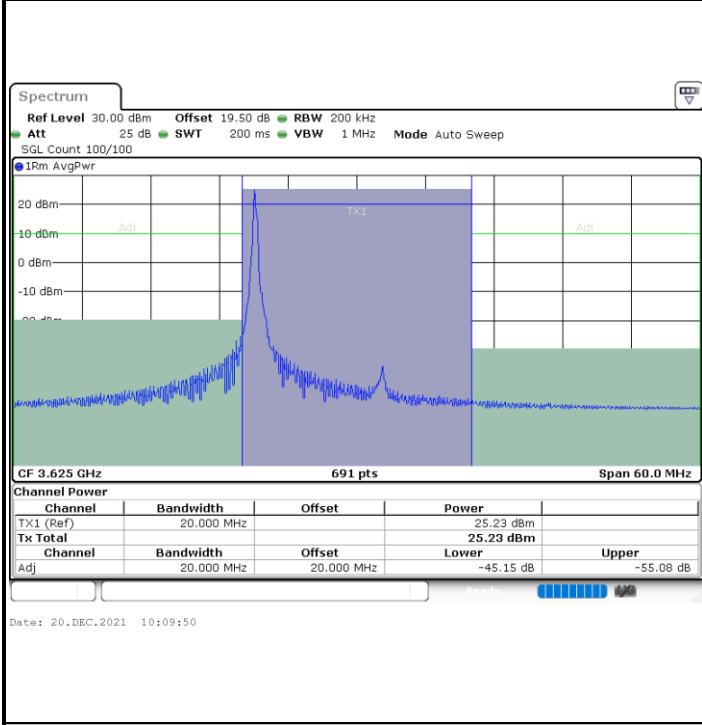 Spectrum
Ref Level 30.00 dBm Offset 19.50 dB RBW 200 kHz
Att 25 dB SWT 200 ms VBW 1 MHz Mode Auto Sweep
SGL Count 100/100
1Rm AvgPwr
20 dBm
TX1
Adj
10 dBm
Adj
0 dBm
-10 dBm
CF 3.625 GHz 691 pts Span 60.0 MHz
Channel Power
Channel Bandwidth Offset Power
TX1 (Ref) 20.000 MHz 25.23 dBm
Tx Total 25.23 dBm
Channel Bandwidth Offset Lower Upper
Adj 20.000 MHz 20.000 MHz -45.15 dB -55.08 dB
Ready
Date: 20.DEC.2021 10:09:50